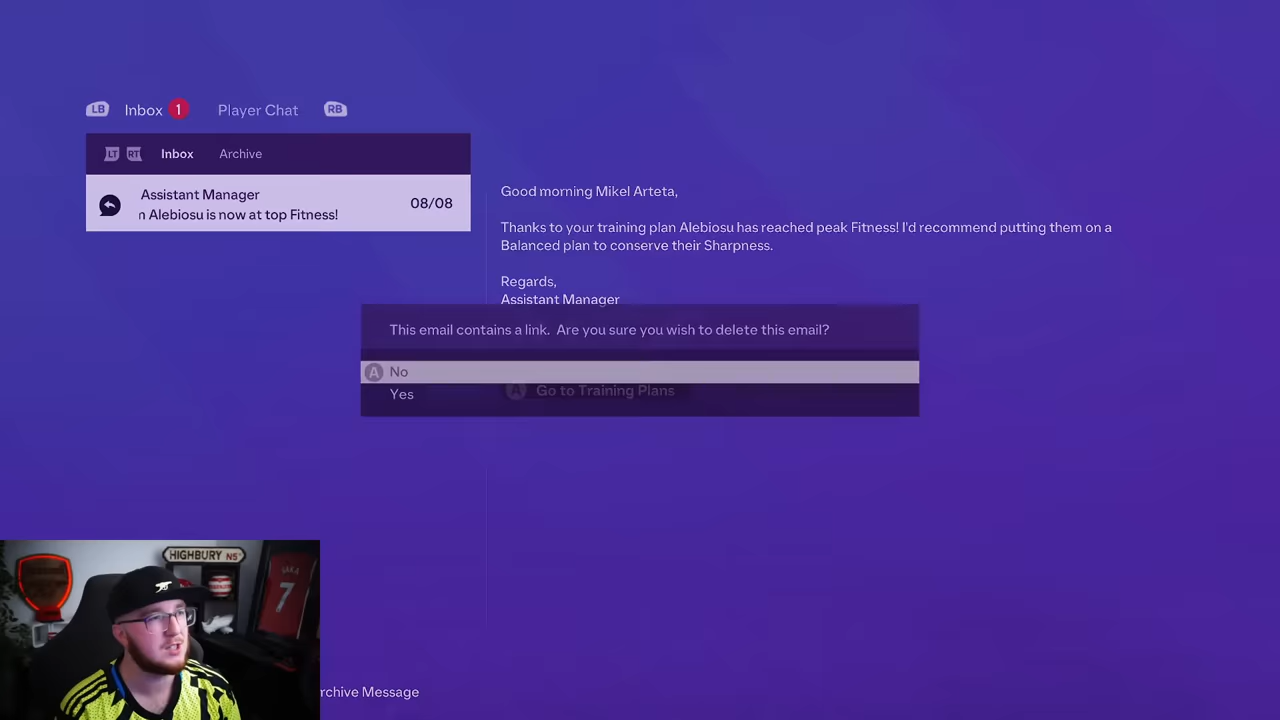 LB Inbox 1 Player Chat RB
LT RT Inbox Archive
Assistant Manager
n Alebiosu is now at top Fitness!
08/08
Good morning Mikel Arteta,
Thanks to your training plan Alebiosu has reached peak Fitness! I'd recommend putting them on a
Balanced plan to conserve their Sharpness.
Regards,
Assistant Manager
This email contains a link. Are you sure you wish to delete this email?
A No
Yes
A Go to Training Plans
HIGHBURY N5
SAKA
7
rchive Message